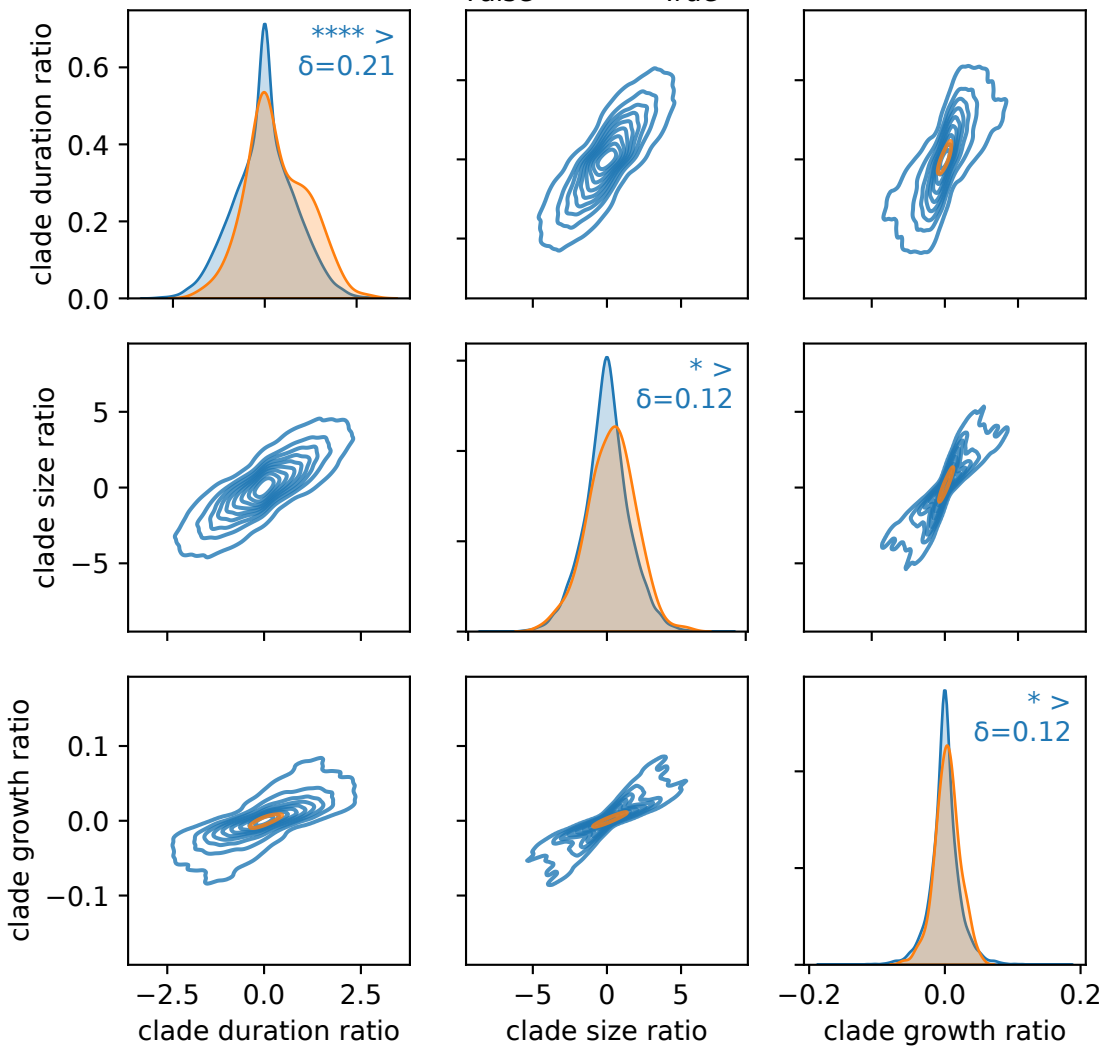 clade duration ratio
0.6
0.4
0.2
0.0
**** >
δ=0.21
clade size ratio
5
0
−5
* >
δ=0.12
clade growth ratio
0.1
0.0
−0.1
* >
δ=0.12
−2.5 0.0 2.5
−5 0 5
−0.2 0.0 0.2
clade duration ratio
clade size ratio
clade growth ratio